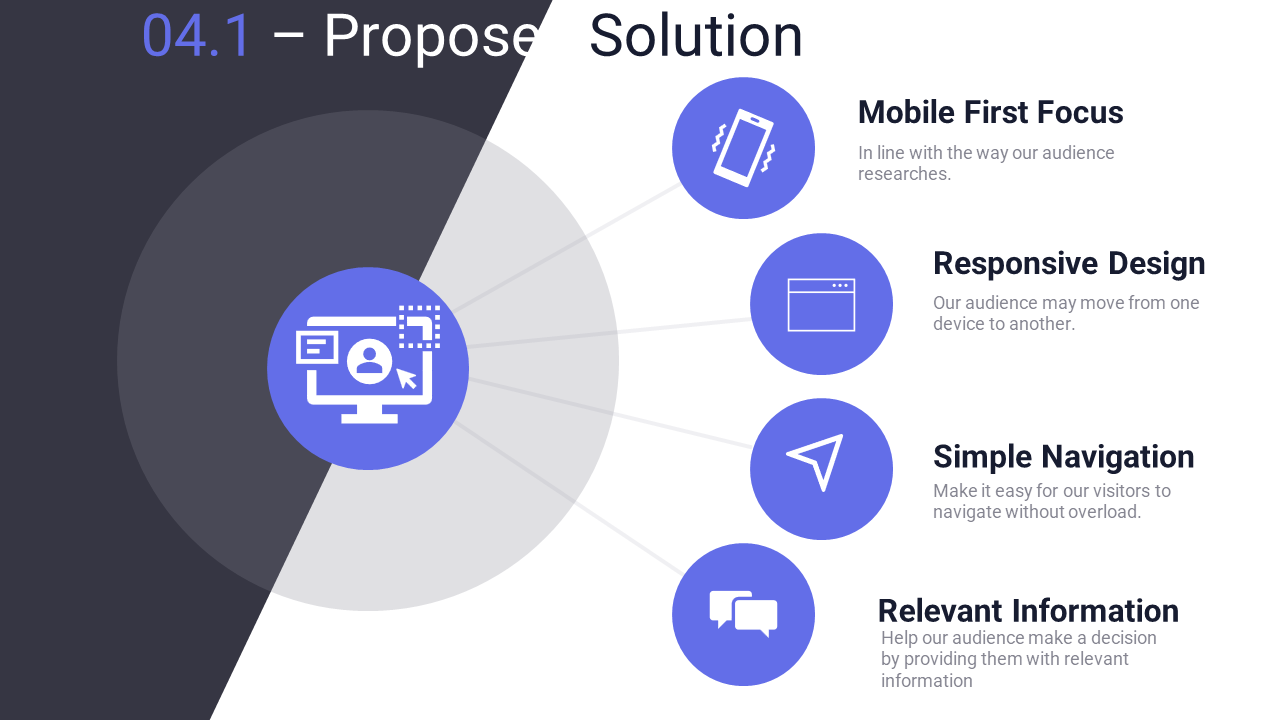 04.1 – Propose Solution
Mobile First Focus
In line with the way our audience
researches.
Responsive Design
Our audience may move from one
device to another.
Simple Navigation
Make it easy for our visitors to
navigate without overload.
Relevant Information
Help our audience make a decision
by providing them with relevant
information